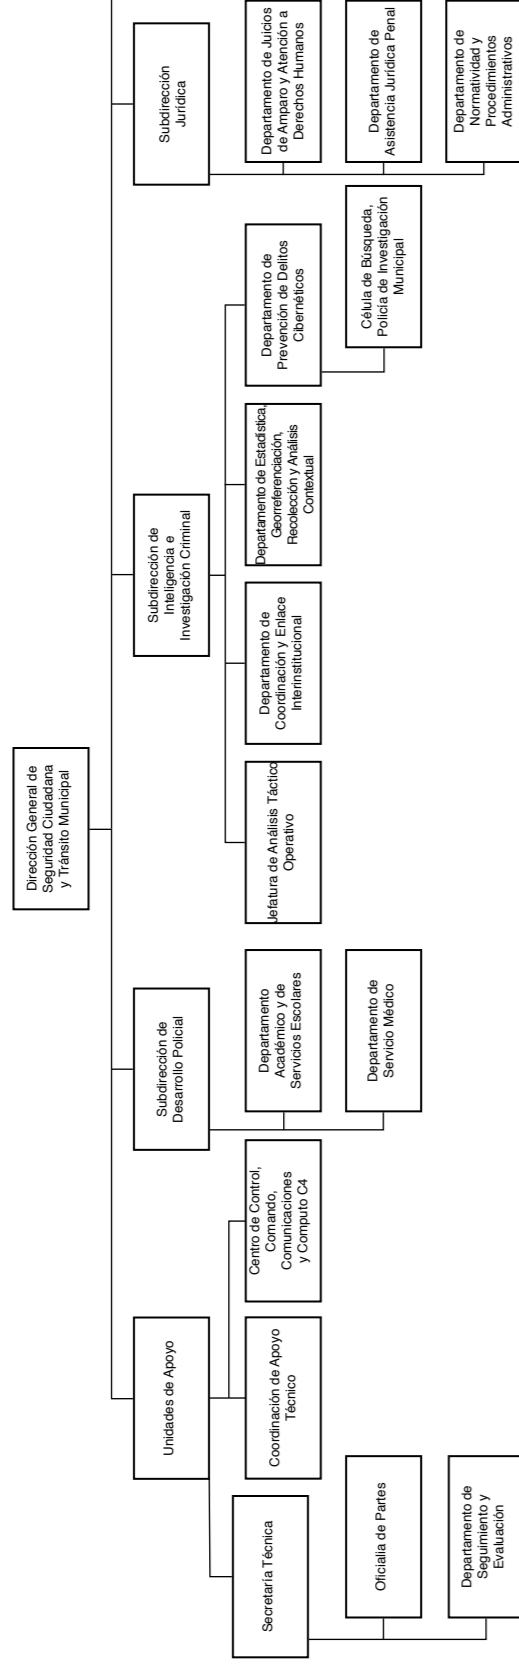 Dirección General de
Seguridad Ciudadana
y Tránsito Municipal
Unidades de Apoyo
Subdirección de
Desarrollo Policial
Subdirección de
Inteligencia e
Investigación Criminal
Subdirección
Jurídica
Secretaría Técnica
Coordinación de Apoyo
Técnico
Centro de Control,
Comando,
Comunicaciones
y Computo C4
Departamento
Académico y de
Servicios Escolares
Jefatura de Análisis Táctico
Operativo
Departamento de
Coordinación y Enlace
Interinstitucional
Departamento de Estadística,
Georreferenciación,
Recolección y Análisis
Contextual
Departamento de
Prevención de Delitos
Cibernéticos
Departamento de Juicios
de Amparo y Atención a
Derechos Humanos
Oficialia de Partes
Departamento de
Servicio Médico
Célula de Búsqueda,
Policía de Investigación
Municipal
Departamento de
Asistencia Jurídica Penal
Departamento de
Seguimiento y
Evaluación
Departamento de
Normatividad y
Procedimientos
Administrativos